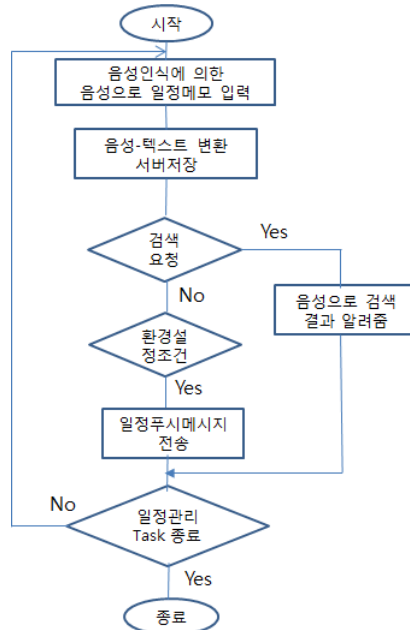 시작
음성인식에 의한
음성으로 일정메모 입력
음성-텍스트 변환
서버저장
검색
요청
Yes
No
음성으로 검색
결과 알려줌
환경설
정조건
Yes
일정푸시메시지
전송
No
일정관리
Task 종료
Yes
종료